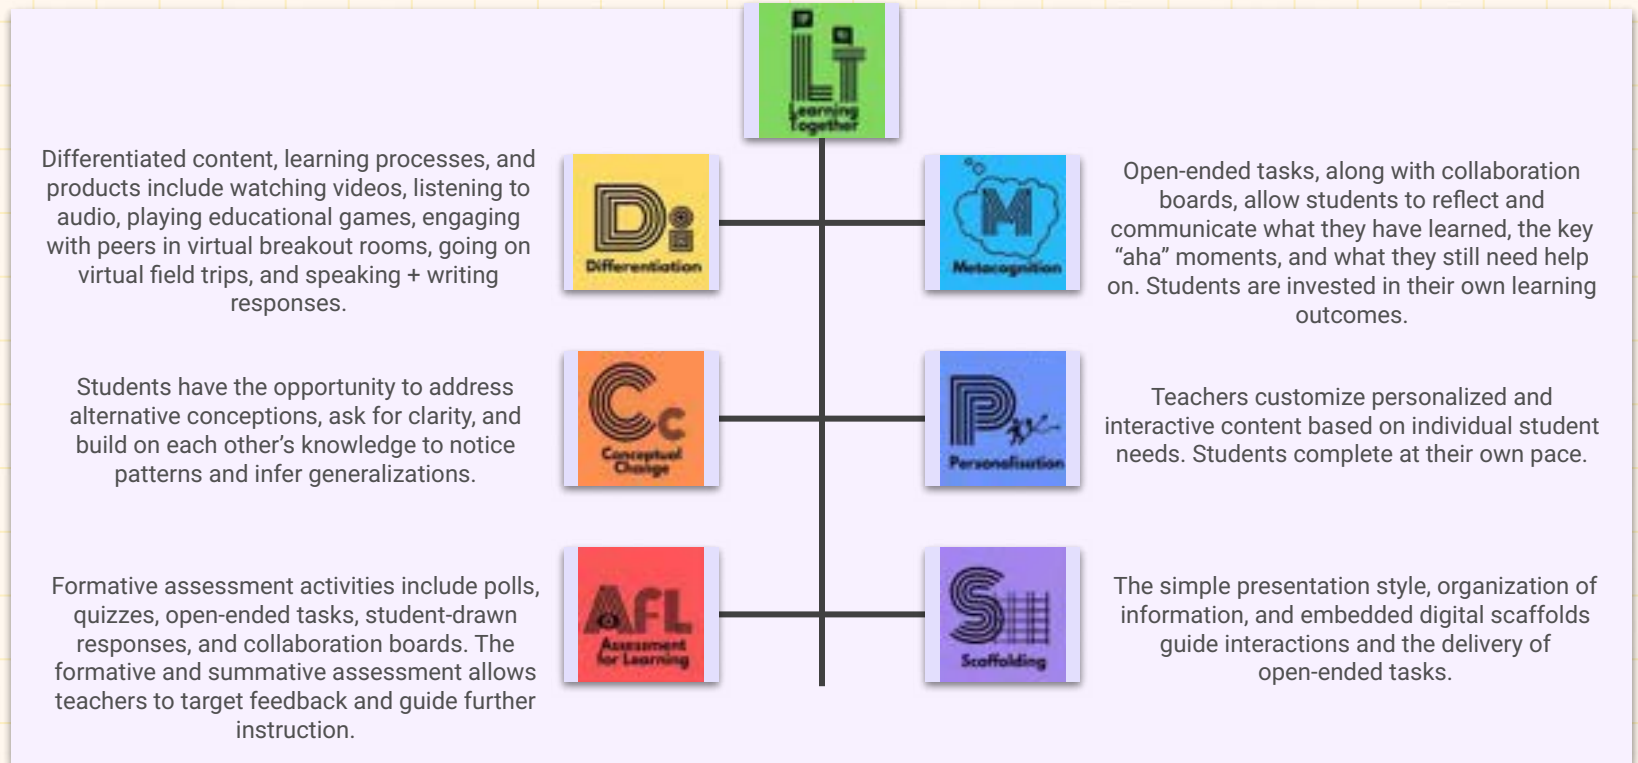 LT
Learning
Together
Differentiated content, learning processes, and
products include watching videos, listening to
audio, playing educational games, engaging
with peers in virtual breakout rooms, going on
virtual field trips, and speaking + writing
responses.
Di
Differentiation
M
Metacognition
Open-ended tasks, along with collaboration
boards, allow students to reflect and
communicate what they have learned, the key
“aha” moments, and what they still need help
on. Students are invested in their own learning
outcomes.
Students have the opportunity to address
alternative conceptions, ask for clarity, and
build on each other’s knowledge to notice
patterns and infer generalizations.
Cc
Conceptual
Change
P
Personalisation
Teachers customize personalized and
interactive content based on individual student
needs. Students complete at their own pace.
Formative assessment activities include polls,
quizzes, open-ended tasks, student-drawn
responses, and collaboration boards. The
formative and summative assessment allows
teachers to target feedback and guide further
instruction.
AFL
Assessment
for Learning
S
Scaffolding
The simple presentation style, organization of
information, and embedded digital scaffolds
guide interactions and the delivery of
open-ended tasks.